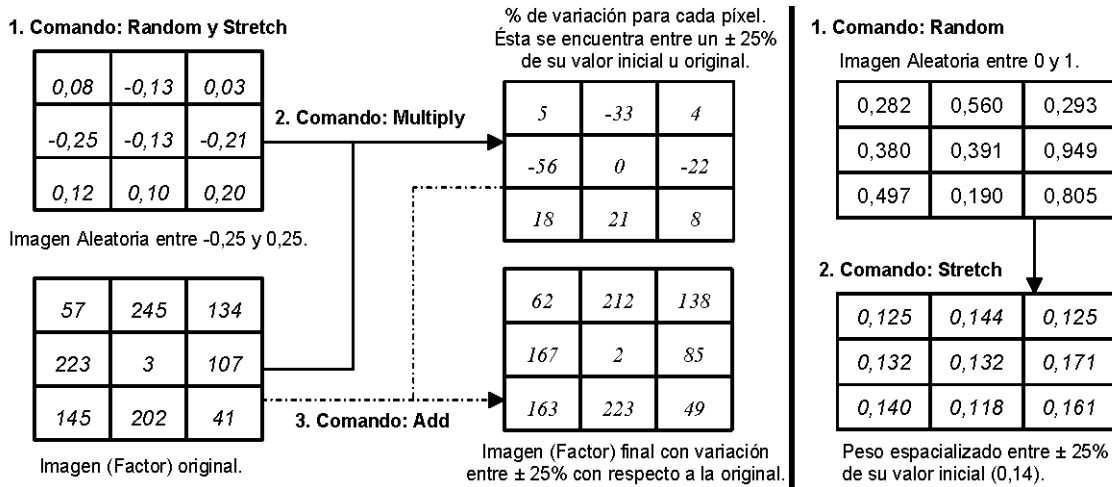 1. Comando: Random y Stretch
0,08 -0,13 0,03
-0,25 -0,13 -0,21
0,12 0,10 0,20
Imagen Aleatoria entre -0,25 y 0,25.
57 245 134
223 3 107
145 202 41
Imagen (Factor) original.
2. Comando: Multiply
3. Comando: Add
% de variación para cada píxel.
Ésta se encuentra entre un ± 25%
de su valor inicial u original.
5 -33 4
-56 0 -22
18 21 8
62 212 138
167 2 85
163 223 49
Imagen (Factor) final con variación
entre ± 25% con respecto a la original.
1. Comando: Random
Imagen Aleatoria entre 0 y 1.
0,282 0,560 0,293
0,380 0,391 0,949
0,497 0,190 0,805
2. Comando: Stretch
0,125 0,144 0,125
0,132 0,132 0,171
0,140 0,118 0,161
Peso espacializado entre ± 25%
de su valor inicial (0,14).